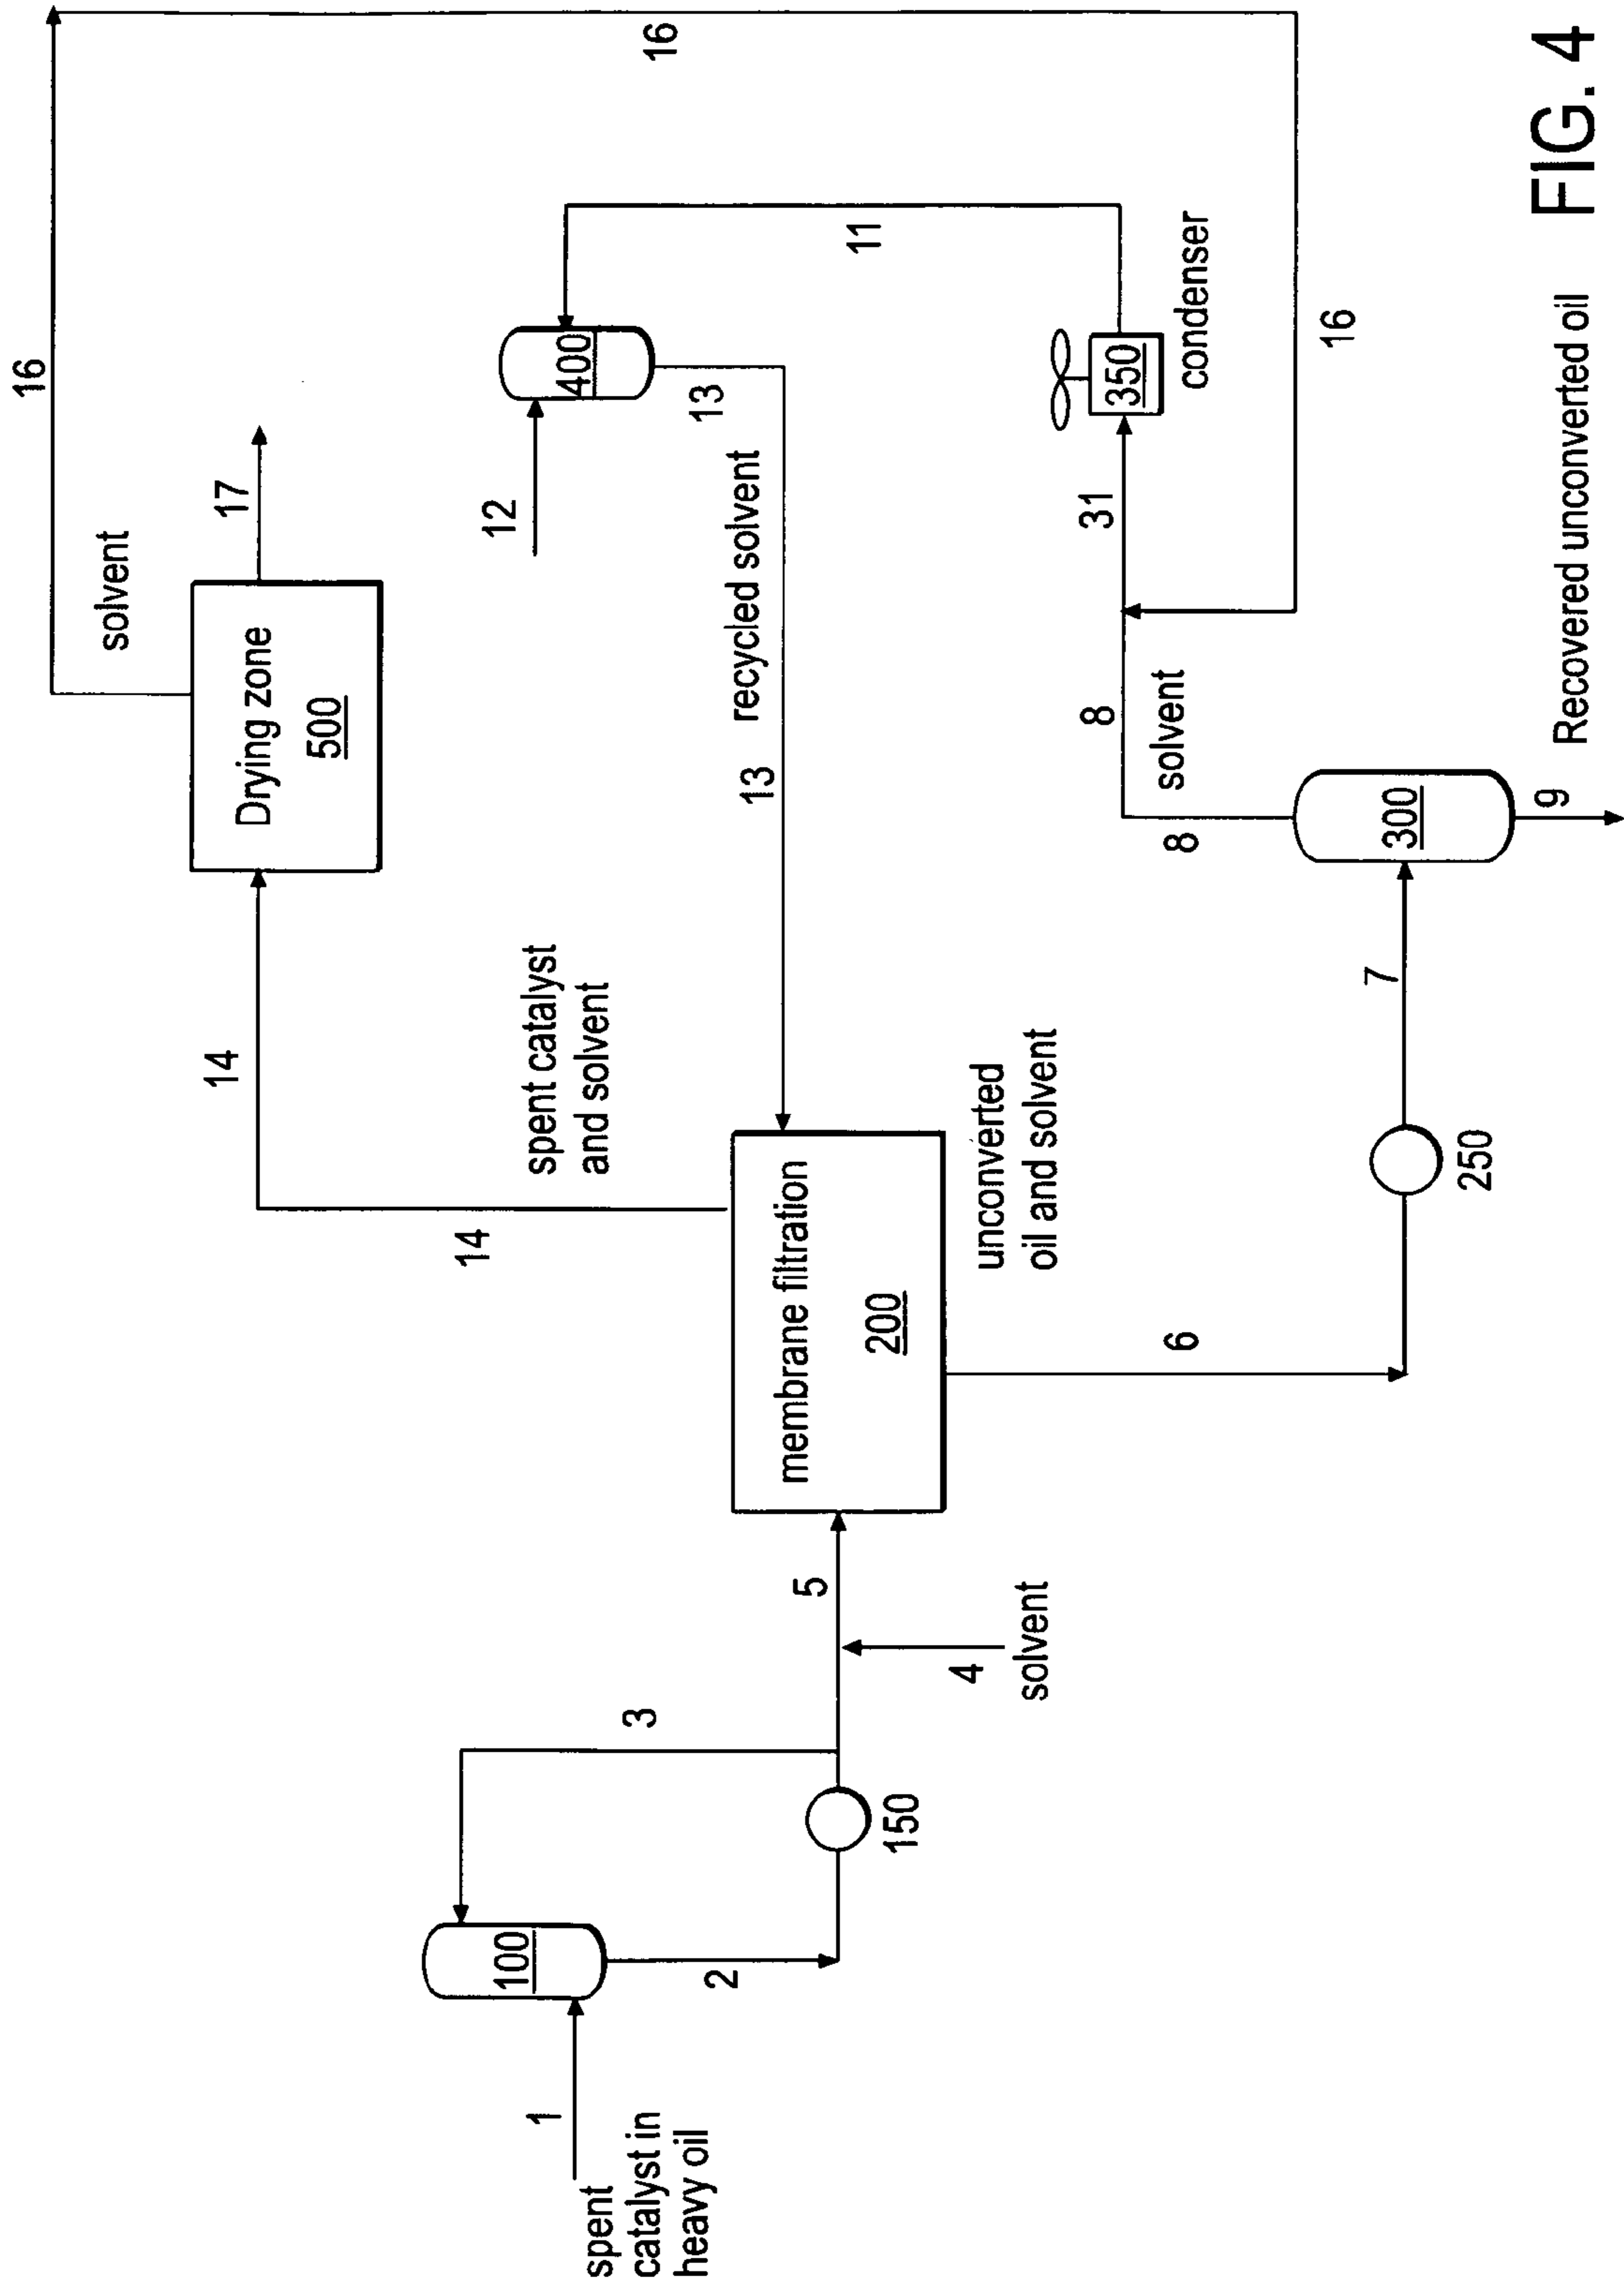 16
16
solvent
17
Drying zone
500
14
14
spent catalyst
and solvent
12
400
13
11
recycled solvent
13
membrane filtration
200
unconverted
oil and solvent
100
1
spent
catalyst in
heavy oil
2
3
150
5
4
solvent
6
250
7
8
8
solvent
31
350
condenser
16
300
9
Recovered unconverted oil
FIG. 4